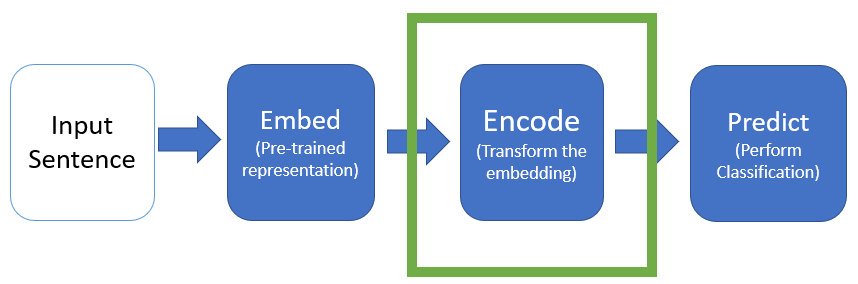 Input
Sentence
Embed
(Pre-trained
representation)
Encode
(Transform the
embedding)
Predict
(Perform
Classification)